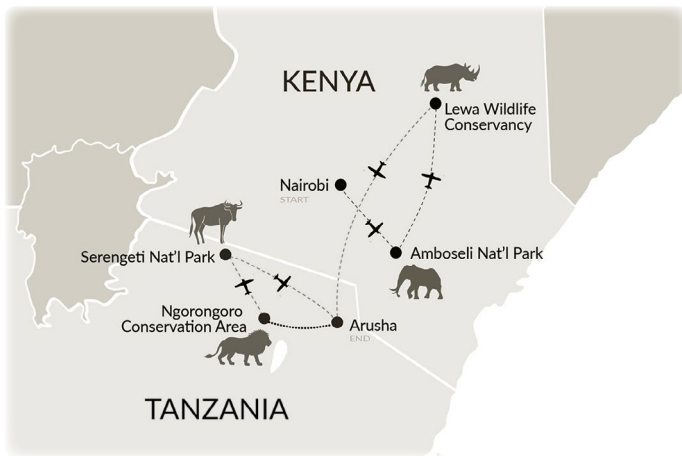 KENYA
Lewa Wildlife
Conservancy
Nairobi
START
Serengeti Nat'l Park
Amboseli Nat'l Park
Ngorongoro
Conservation Area
Arusha
END
TANZANIA